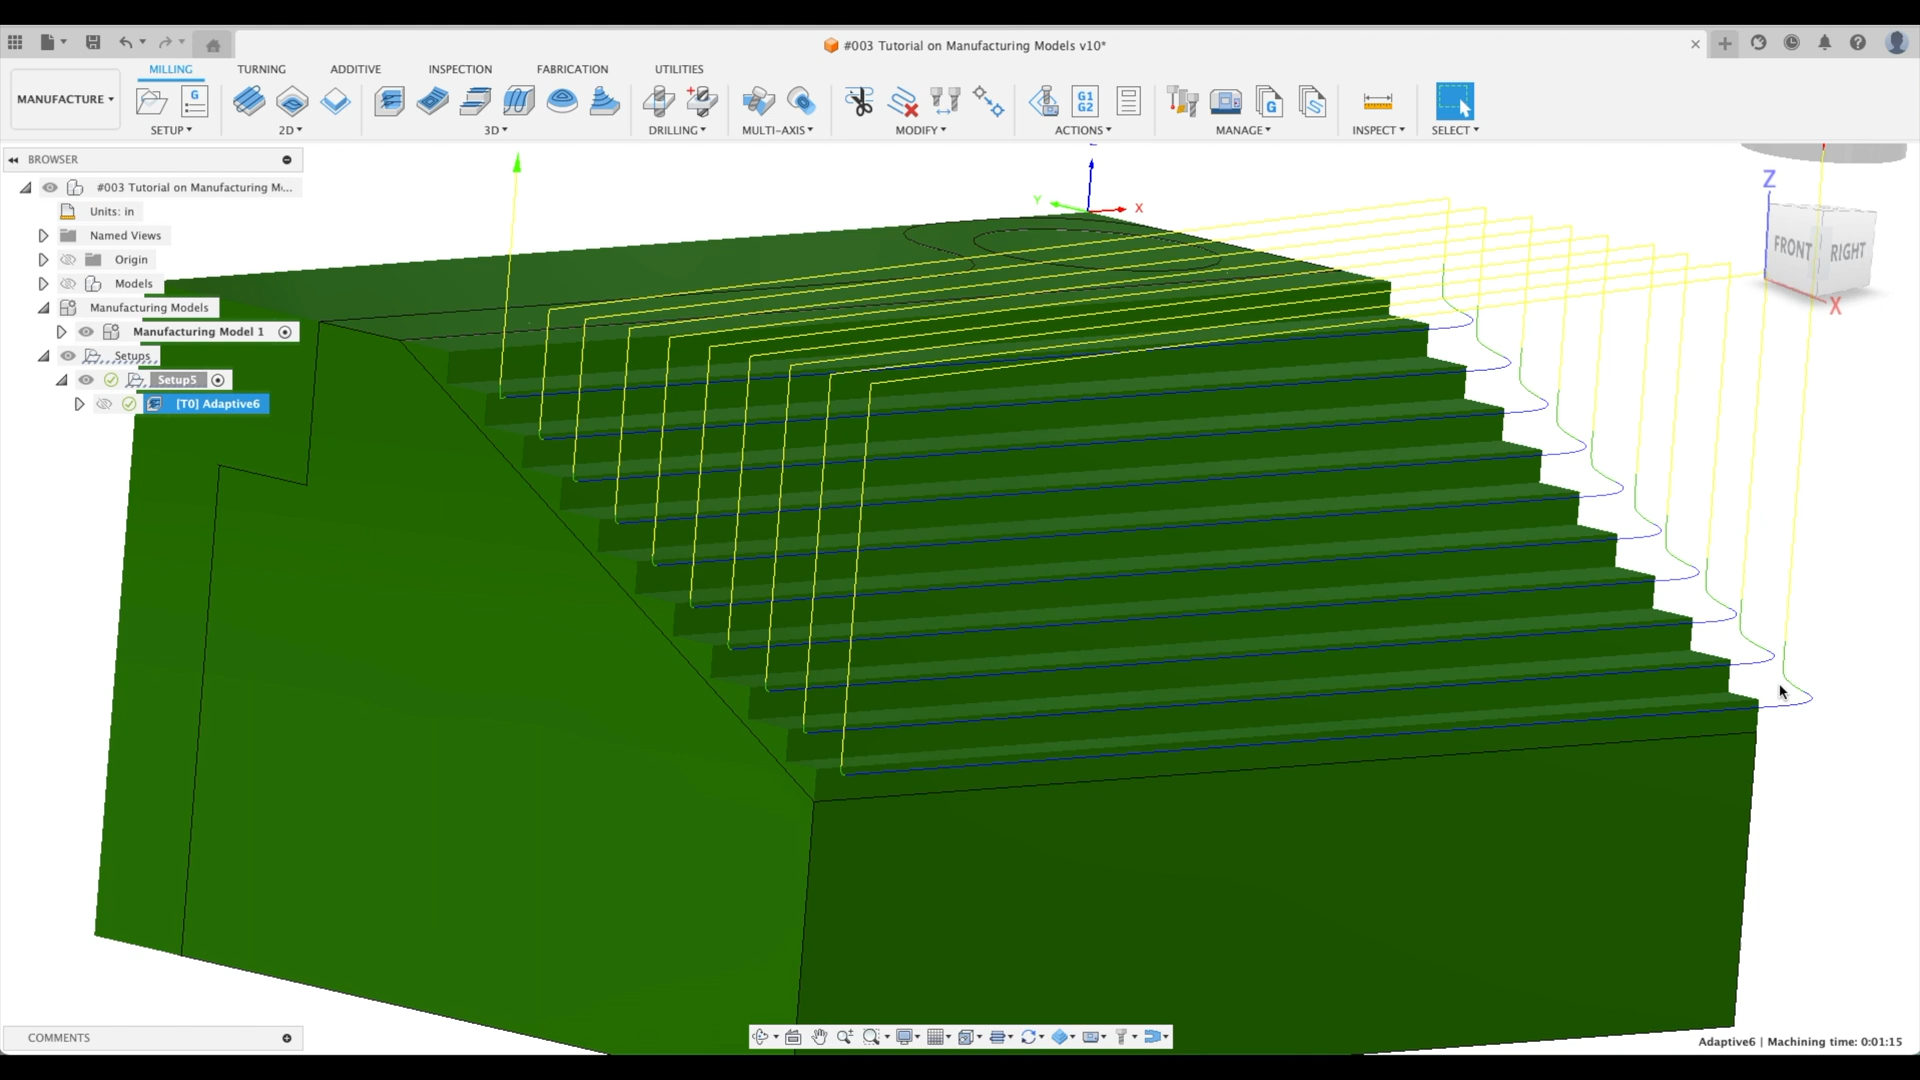 #003 Tutorial on Manufacturing Models v10*
MILLING TURNING ADDITIVE INSPECTION FABRICATION UTILITIES
MANUFACTURE
G
G1
G2
G
SETUP 2D 3D DRILLING MULTI-AXIS MODIFY ACTIONS MANAGE INSPECT SELECT
BROWSER
#003 Tutorial on Manufacturing M...
Units: in
Named Views
Origin
Models
Manufacturing Models
Manufacturing Model 1
Setups
Setup5
[T0] Adaptive6
Y
X
Z
FRONT
RIGHT
X
COMMENTS
Adaptive6 | Machining time: 0:01:15